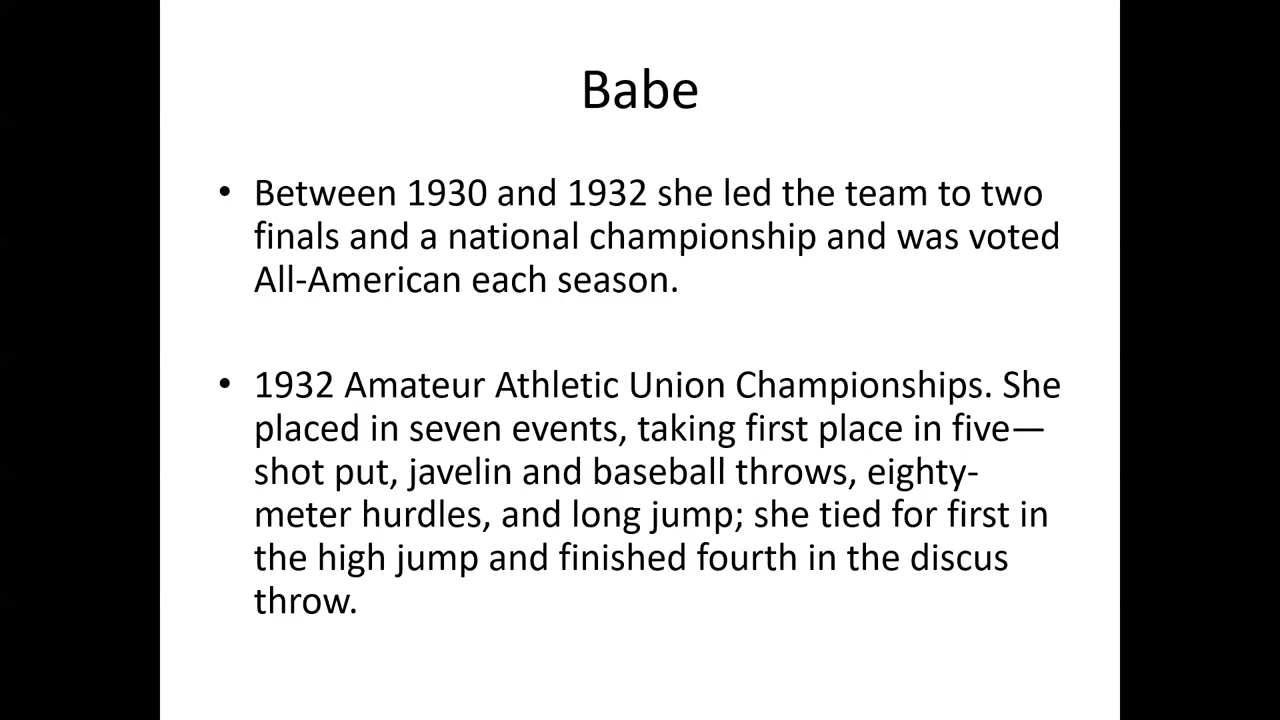 Babe
• Between 1930 and 1932 she led the team to two
finals and a national championship and was voted
All-American each season.
• 1932 Amateur Athletic Union Championships. She
placed in seven events, taking first place in five—
shot put, javelin and baseball throws, eighty-
meter hurdles, and long jump; she tied for first in
the high jump and finished fourth in the discus
throw.